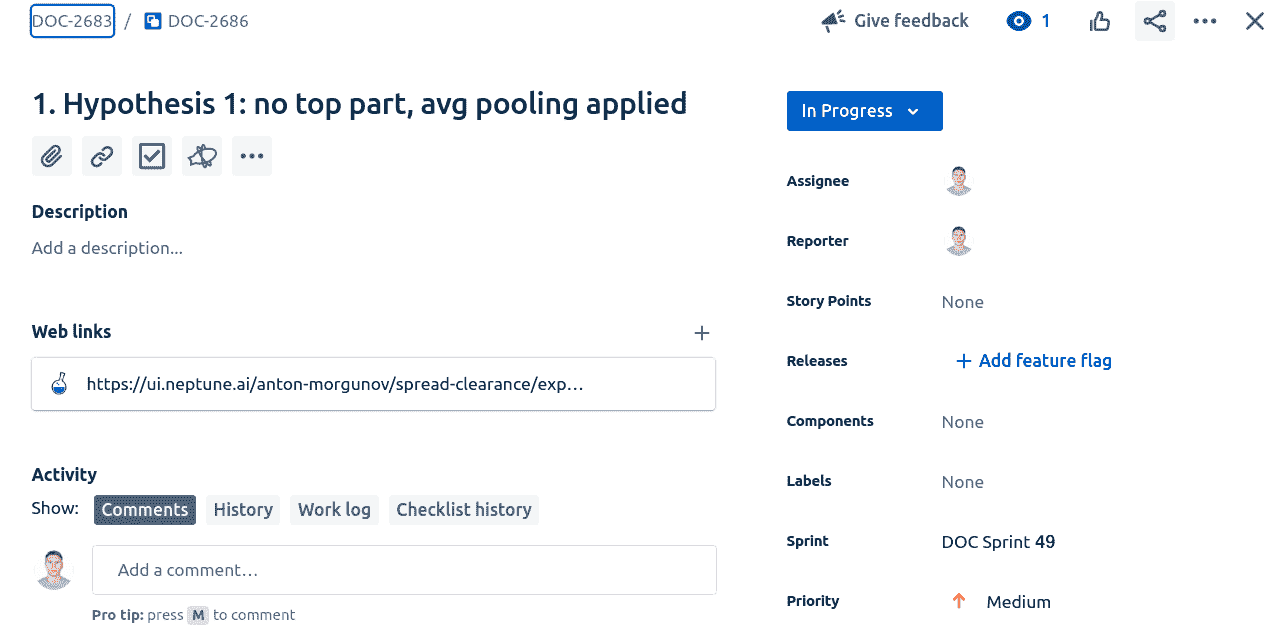 DOC-2683 / DOC-2686
Give feedback
1
1. Hypothesis 1: no top part, avg pooling applied
In Progress
Description
Add a description...
Web links
https://ui.neptune.ai/anton-morgunov/spread-clearance/exp...
Activity
Show: Comments History Work log Checklist history
Add a comment...
Pro tip: press M to comment
Assignee
Reporter
Story Points None
Releases Add feature flag
Components None
Labels None
Sprint DOC Sprint 49
Priority Medium